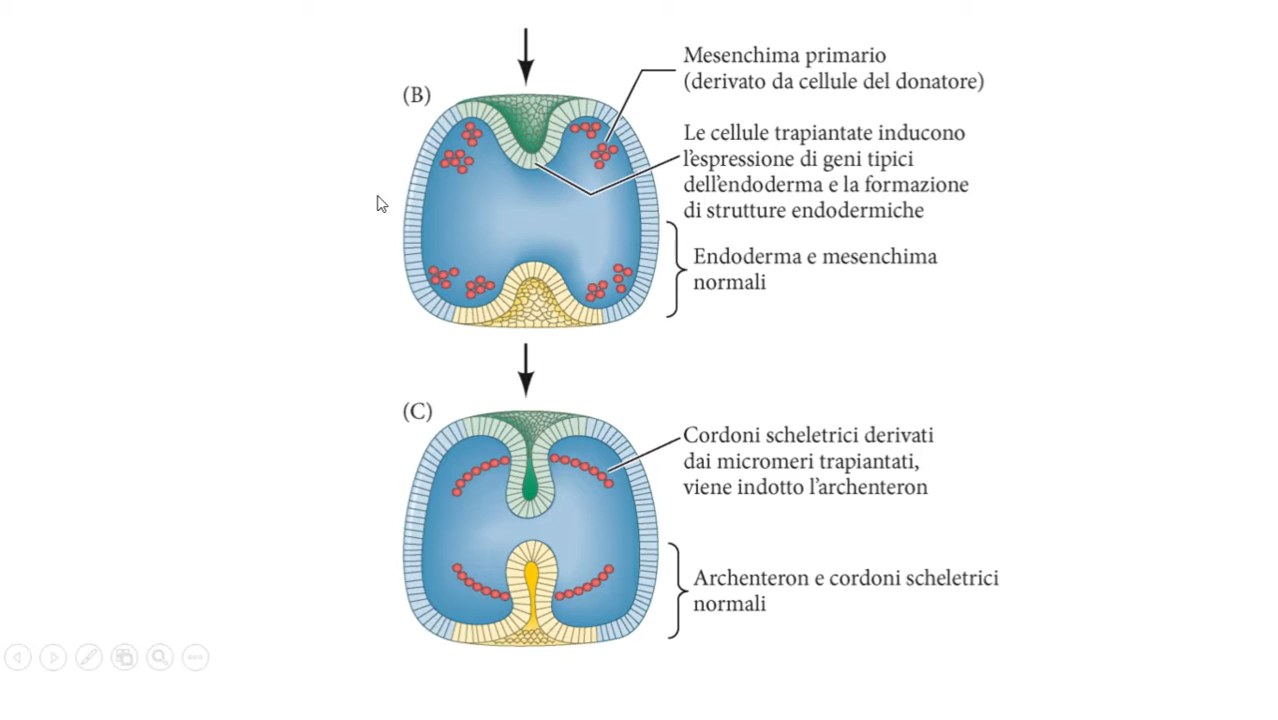 Mesenchima primario
(derivato da cellule del donatore)
(B)
Le cellule trapiantate inducono
l'espressione di geni tipici
dell'endoderma e la formazione
di strutture endodermiche
Endoderma e mesenchima
normali
(C)
Cordoni scheletrici derivati
dai micromeri trapiantati,
viene indotto l'archenteron
Archenteron e cordoni scheletrici
normali